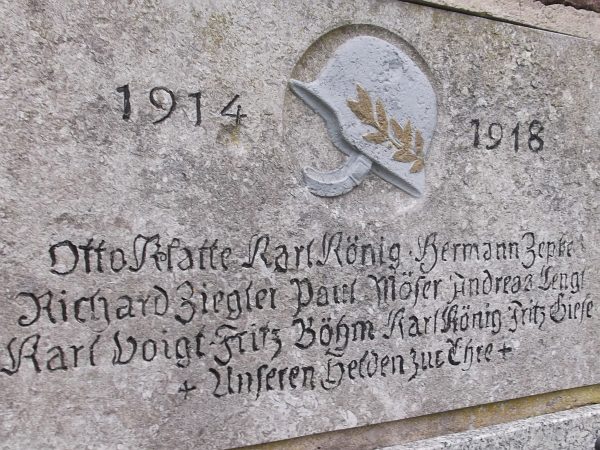 1914 1918
Otto Klatte · Karl König · Hermann Zepke
Richard Ziegler Paul Möser Andreas Lengl
Karl Voigt · Fritz Böhm Karl König Fritz Giese
+ Unseren Helden zur Ehre +